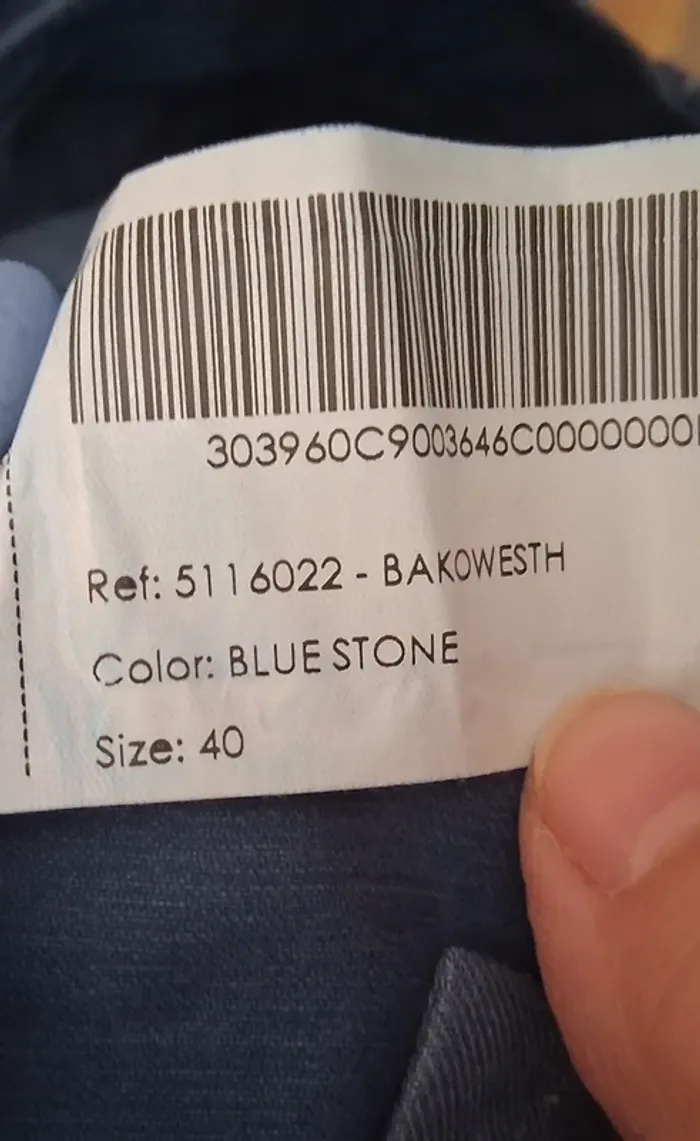 303960C9003646C0000000
Ref: 5116022 - BAKOWESTH
Color: BLUE STONE
Size: 40